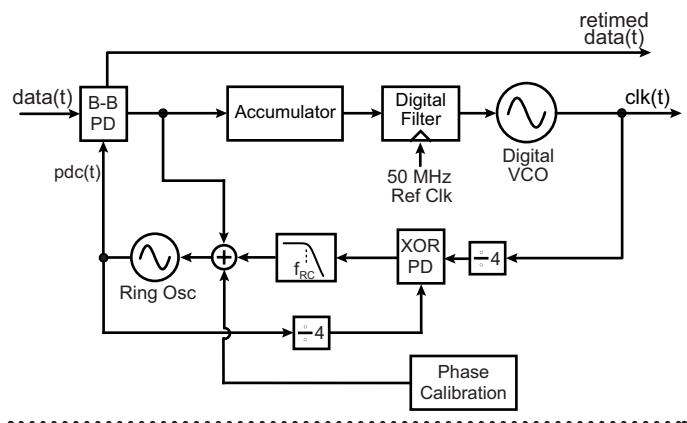 retimed
data(t)
data(t)
B-B
PD
Accumulator
Digital
Filter
clk(t)
Digital
VCO
pdc(t)
50 MHz
Ref Clk
XOR
PD
÷4
fRC
+
Ring Osc
÷4
Phase
Calibration